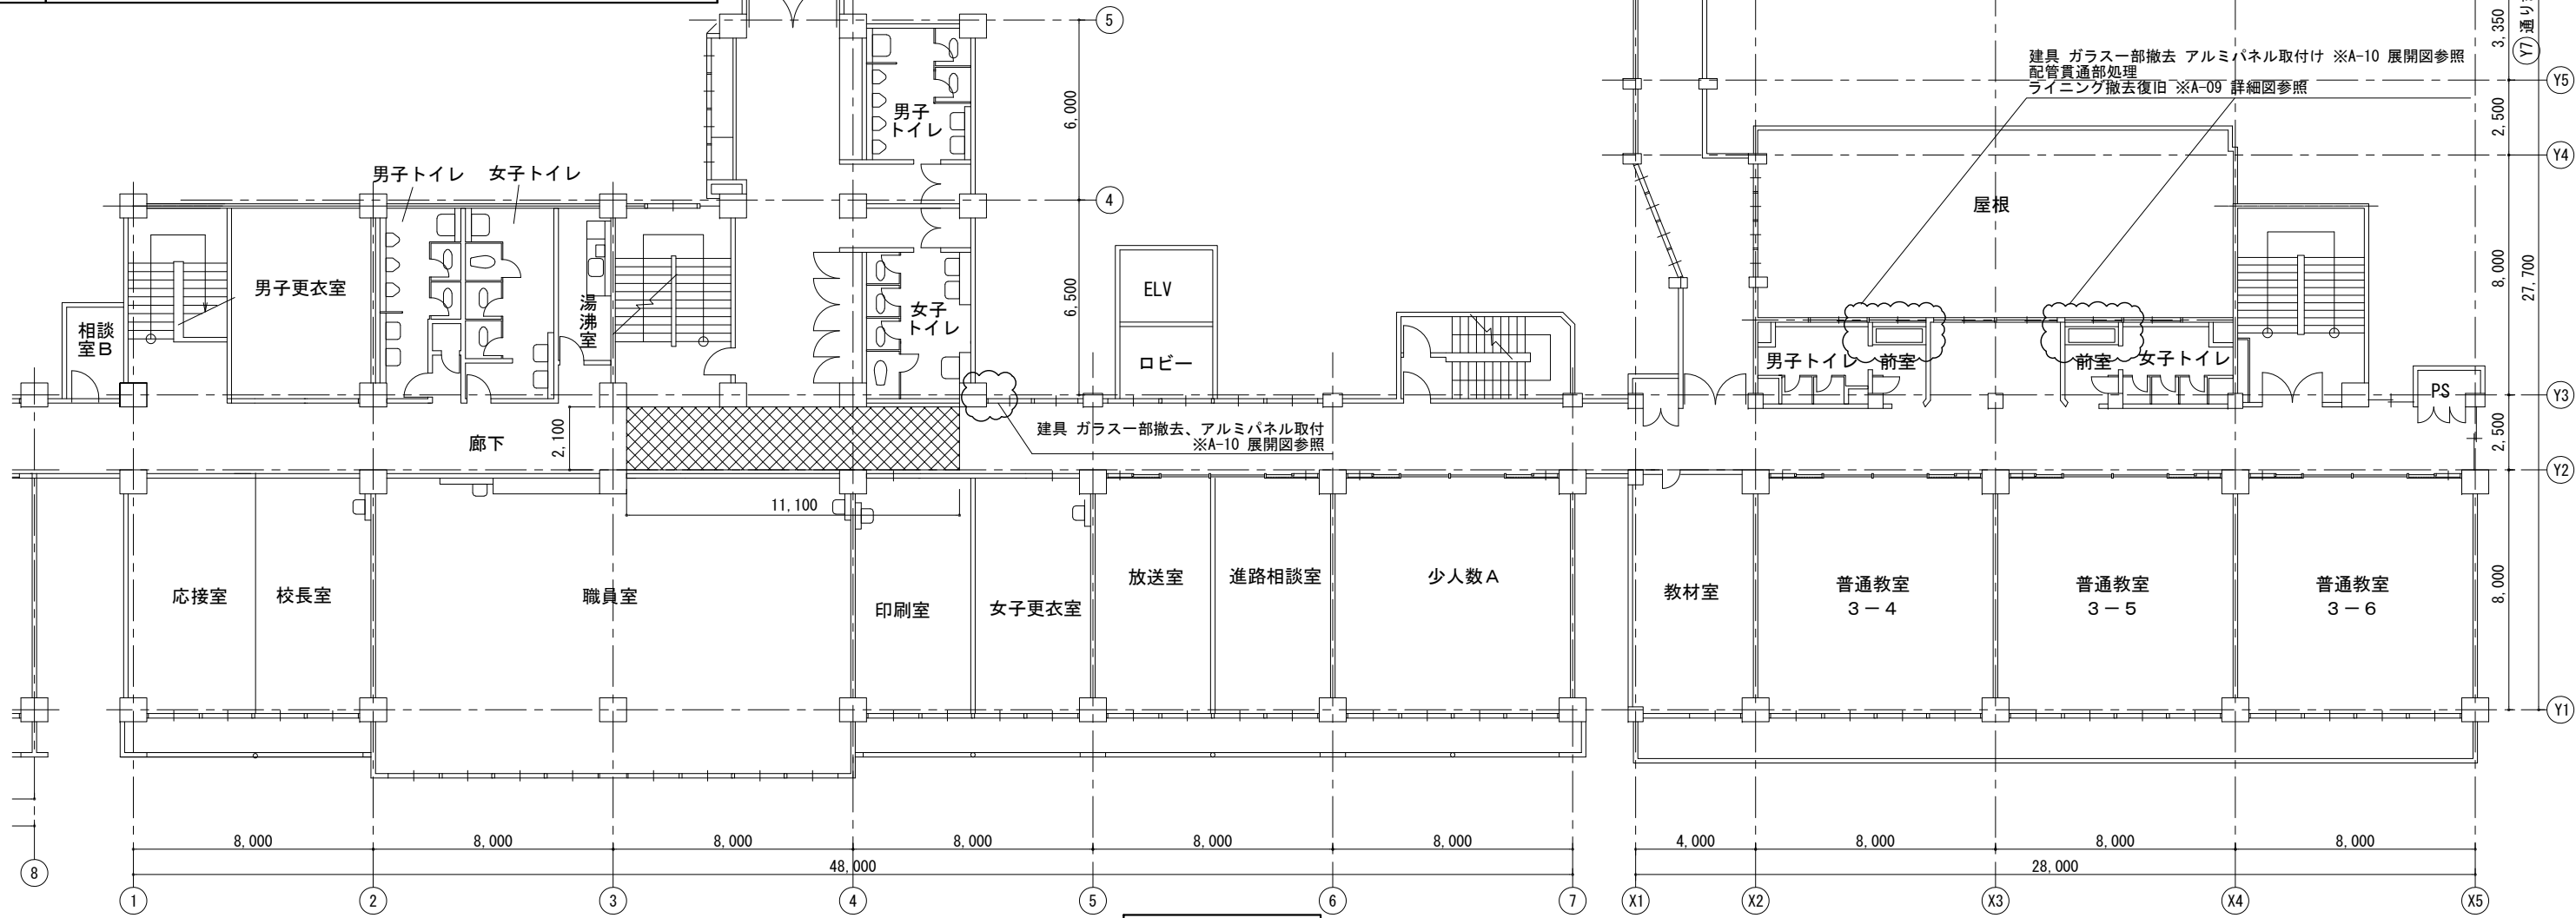 5
3,350
Y7 通り
建具 ガラス一部撤去 アルミパネル取付け ※A-10 展開図参照
配管貫通部処理
ライニング撤去復旧 ※A-09 詳細図参照
Y5
6,000
男子
トイレ
2,500
Y4
男子トイレ
女子トイレ
4
屋根
男子更衣室
ELV
8,000
27,700
6,500
湯沸室
女子
トイレ
相談
室B
ロビー
男子トイレ
前室
前室
女子トイレ
PS
Y3
廊下
2,100
建具 ガラス一部撤去、アルミパネル取付
※A-10 展開図参照
2,500
Y2
11,100
応接室
校長室
職員室
印刷室
女子更衣室
放送室
進路相談室
少人数A
教材室
普通教室
3-4
普通教室
3-5
普通教室
3-6
8,000
Y1
8,000
8,000
8,000
8,000
8,000
8,000
4,000
8,000
8,000
8,000
48,000
28,000
8
1
2
3
4
5
6
7
X1
X2
X3
X4
X5